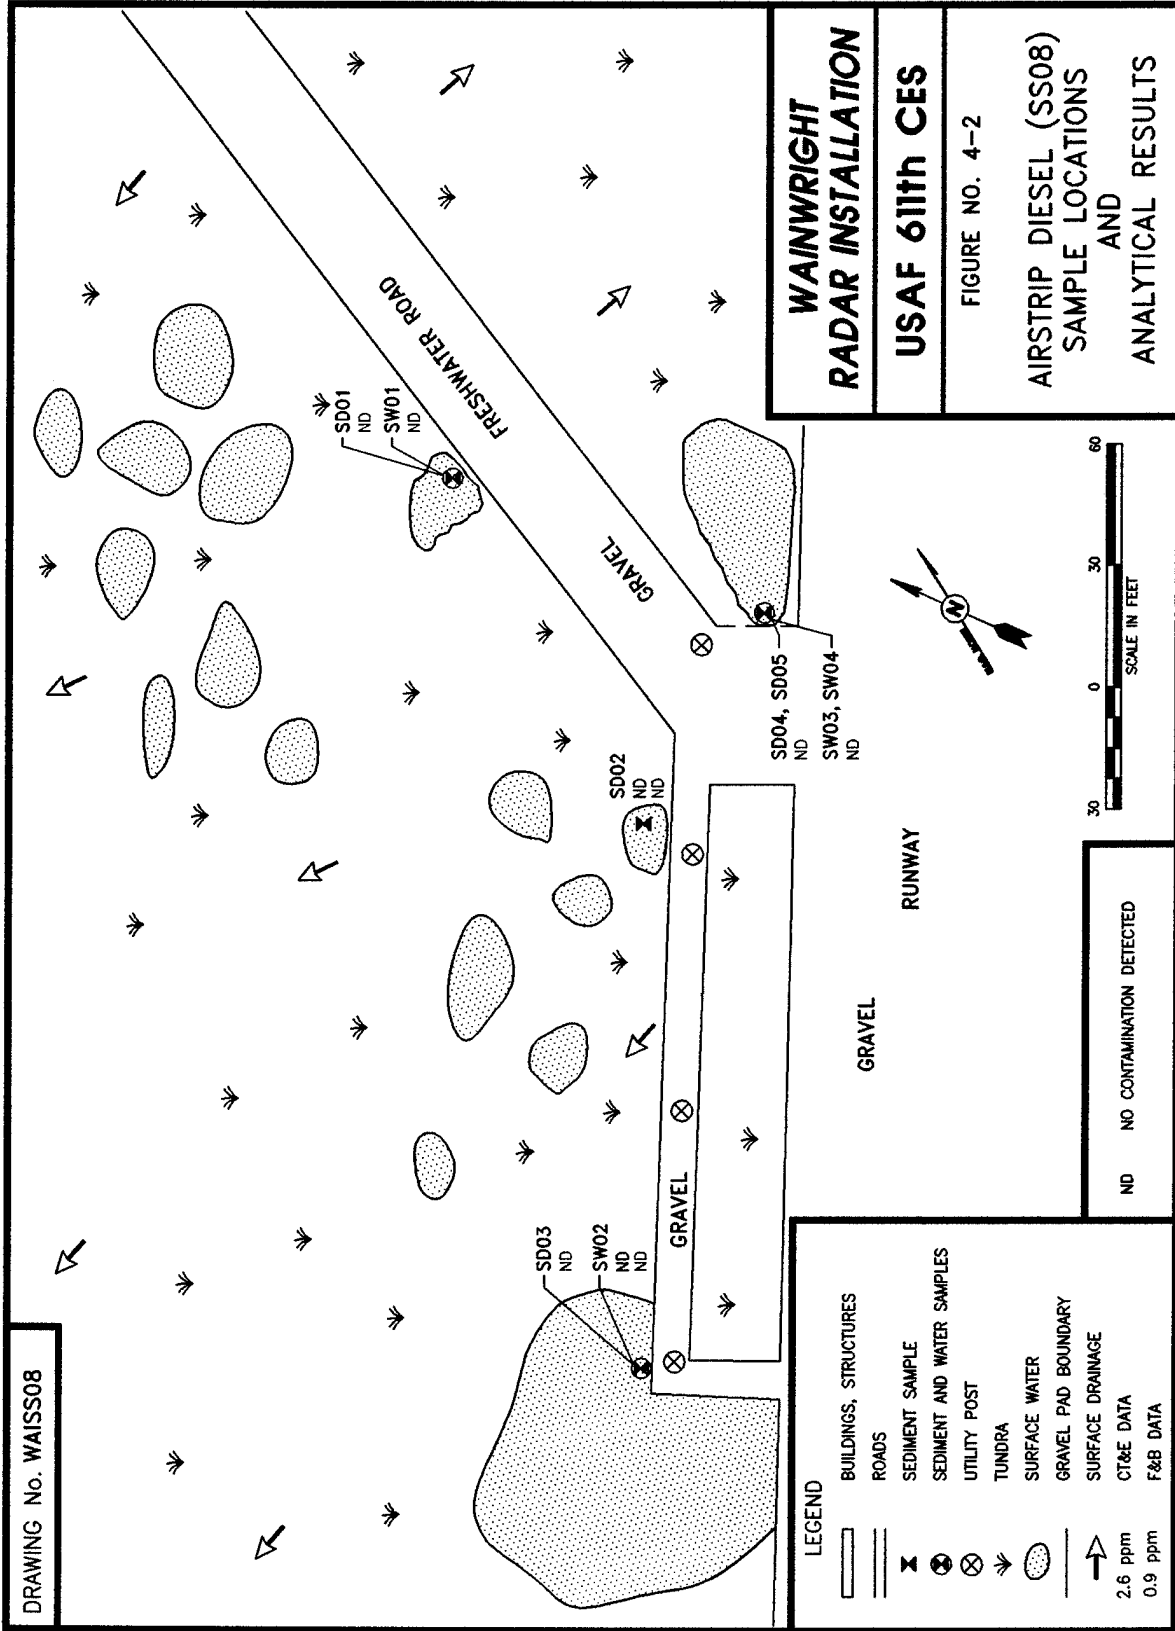 DRAWING No. WAISS08
SD01
ND
SW01
ND
FRESHWATER ROAD
GRAVEL
SD02
ND
ND
SD03
ND
SW02
ND
ND
GRAVEL
SD04, SD05
ND
SW03, SW04
ND
GRAVEL
RUNWAY
N
30
0
30
60
SCALE IN FEET
LEGEND
BUILDINGS, STRUCTURES
ROADS
SEDIMENT SAMPLE
SEDIMENT AND WATER SAMPLES
UTILITY POST
TUNDRA
SURFACE WATER
GRAVEL PAD BOUNDARY
SURFACE DRAINAGE
2.6 ppm CT&E DATA
0.9 ppm F&B DATA
ND NO CONTAMINATION DETECTED
WAINWRIGHT
RADAR INSTALLATION
USAF 611th CES
FIGURE NO. 4-2
AIRSTRIP DIESEL (SS08)
SAMPLE LOCATIONS
AND
ANALYTICAL RESULTS